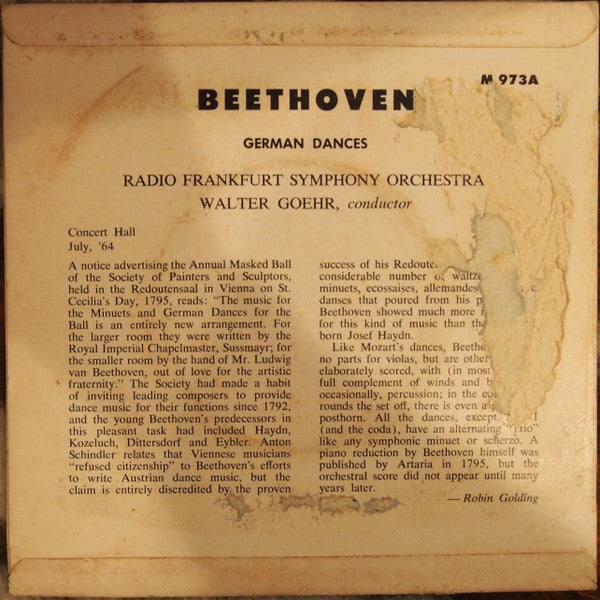 M 973A
BEETHOVEN
GERMAN DANCES
RADIO FRANKFURT SYMPHONY ORCHESTRA
WALTER GOEHR, conductor
Concert Hall
July, '64
A notice advertising the Annual Masked Ball
of the Society of Painters and Sculptors,
held in the Redoutensaal in Vienna on St.
Cecilia's Day, 1795, reads: "The music for
the Minuets and German Dances for the
Ball is an entirely new arrangement. For
the larger room they were written by the
Royal Imperial Chapelmaster, Sussmayr; for
the smaller room by the hand of Mr. Ludwig
van Beethoven, out of love for the artistic
fraternity." The Society had made a habit
of inviting leading composers to provide
dance music for their functions since 1792,
and the young Beethoven's predecessors in
this pleasant task had included Haydn,
Kozeluch, Dittersdorf and Eybler. Anton
Schindler relates that Viennese musicians
"refused citizenship" to Beethoven's efforts
to write Austrian dance music, but the
claim is entirely discredited by the proven
success of his
considerable number of
minuets, ecossaises, allemandes
danses that poured from his
Beethoven showed much more
for this kind of music than the
born Josef Haydn.
Like Mozart's dances,
no parts for violas, but are
elaborately scored, with (in most
full complement of winds and
occasionally, percussion; in the
rounds the set off, there is even a
posthorn. All the dances, except
(and the coda), have an alternating "Trio"
like any symphonic minuet or scherzo. A
piano reduction by Beethoven himself was
published by Artaria in 1795, but the
orchestral score did not appear until many
years later.
— Robin Golding